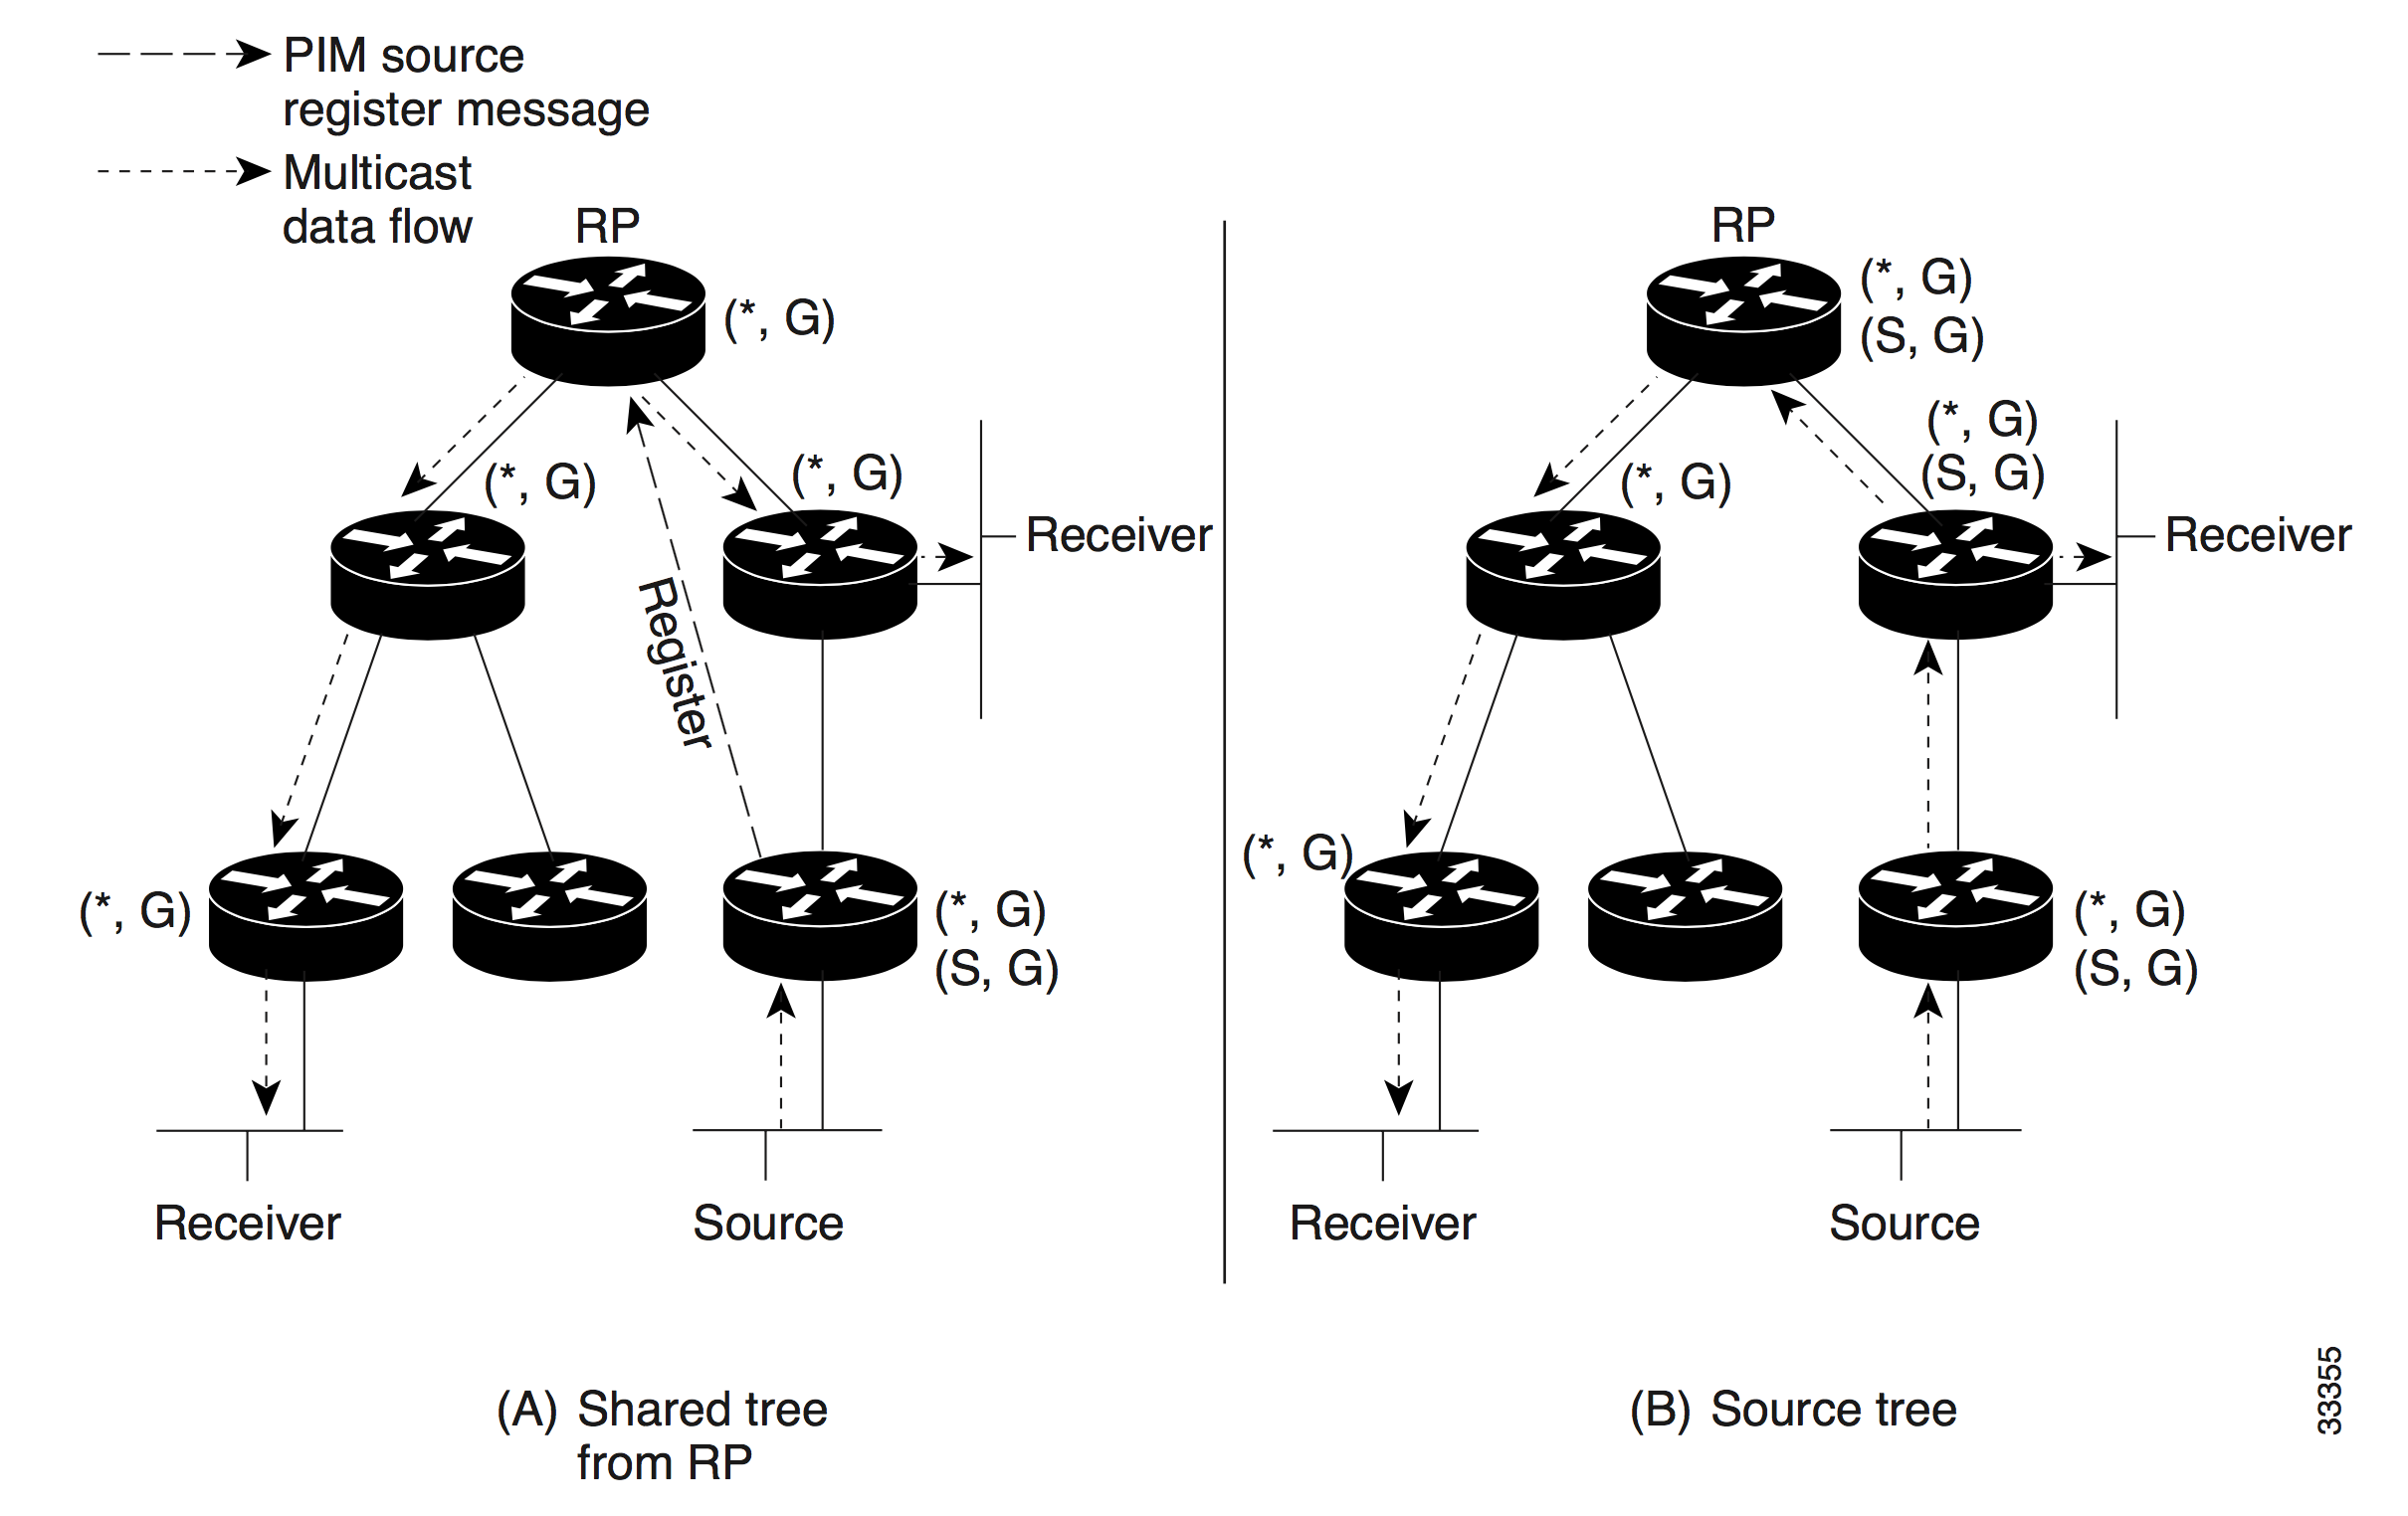 PIM source
register message
Multicast
data flow
RP
(*, G)
(*, G)
(*, G)
Receiver
Register
(*, G)
(*, G)
(S, G)
Receiver
Source
(A) Shared tree
from RP
RP
(*, G)
(S, G)
(*, G)
(S, G)
(*, G)
Receiver
(*, G)
(*, G)
(S, G)
Receiver
Source
(B) Source tree
33355